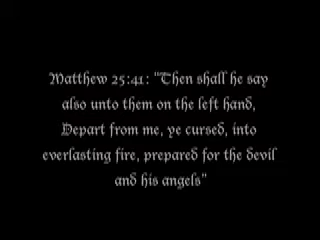 Matthew 25:41: "Then shall he say
also unto them on the left hand,
Depart from me, ye cursed, into
everlasting fire, prepared for the devil
and his angels"